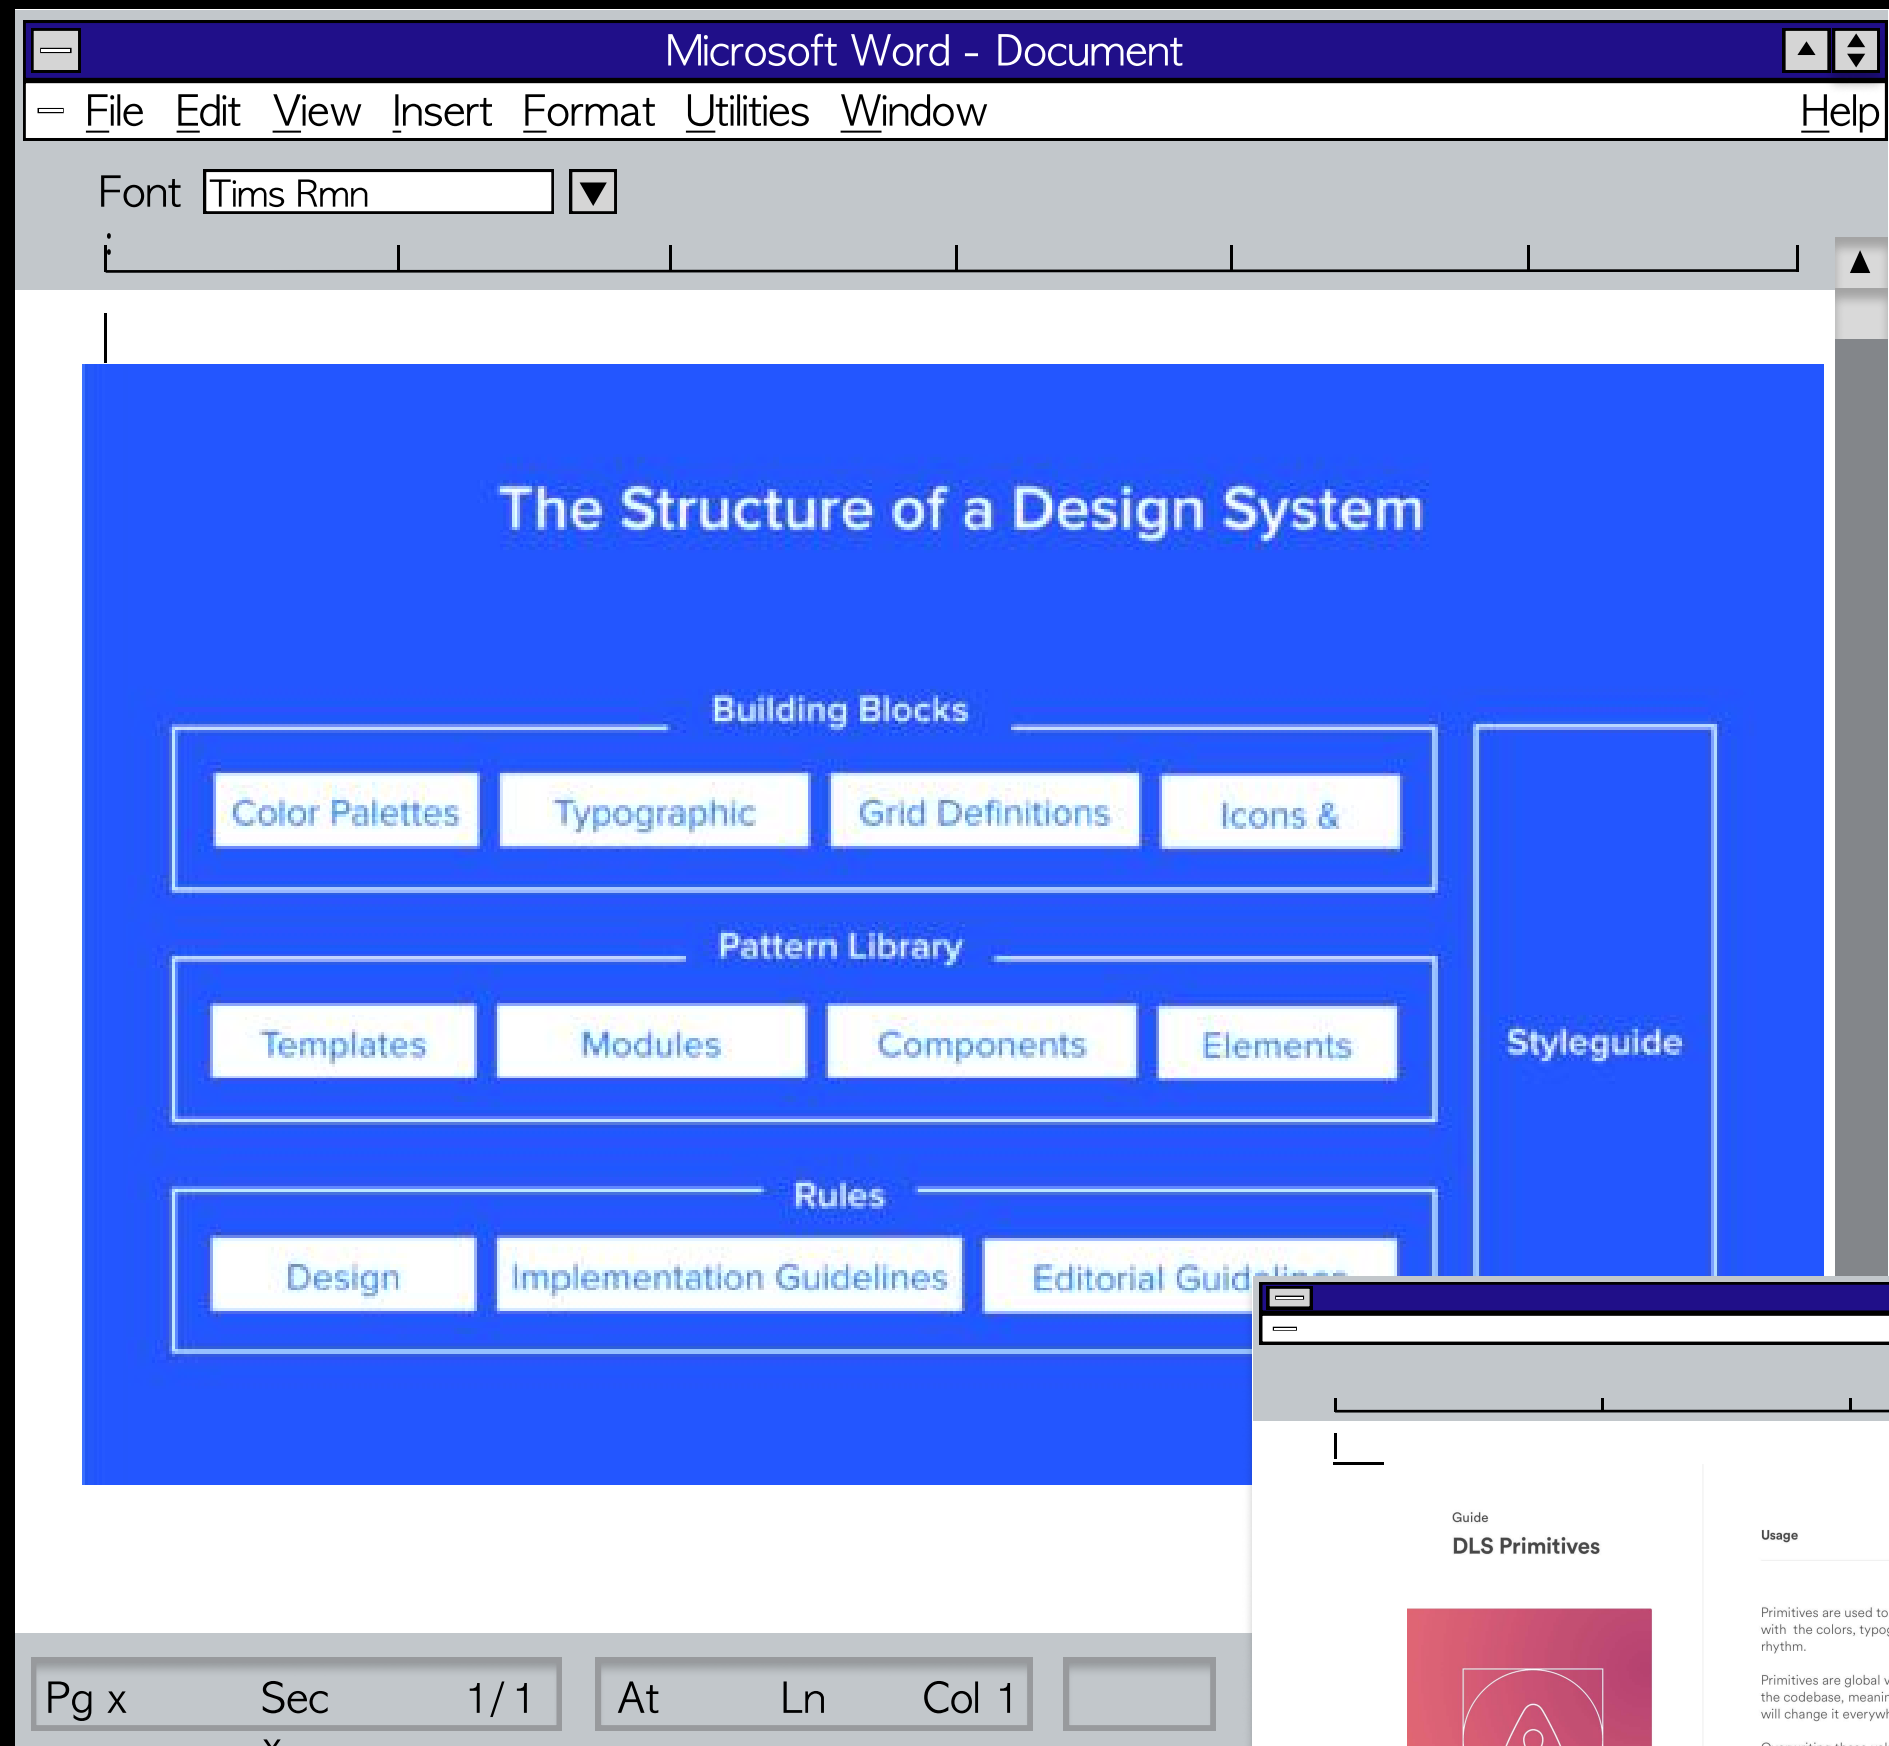 Microsoft Word - Document
File Edit View Insert Format Utilities Window Help
Font Tims Rmn
The Structure of a Design System
Building Blocks
Color Palettes Typographic Grid Definitions Icons &
Pattern Library
Templates Modules Components Elements
Styleguide
Rules
Design Implementation Guidelines Editorial Guidelines
Guide
DLS Primitives
Usage
Primitives are used to
with the colors, typog
rhythm.
Primitives are global v
the codebase, meanin
will change it everywh
Pg x Sec 1/1 At Ln Col 1
x